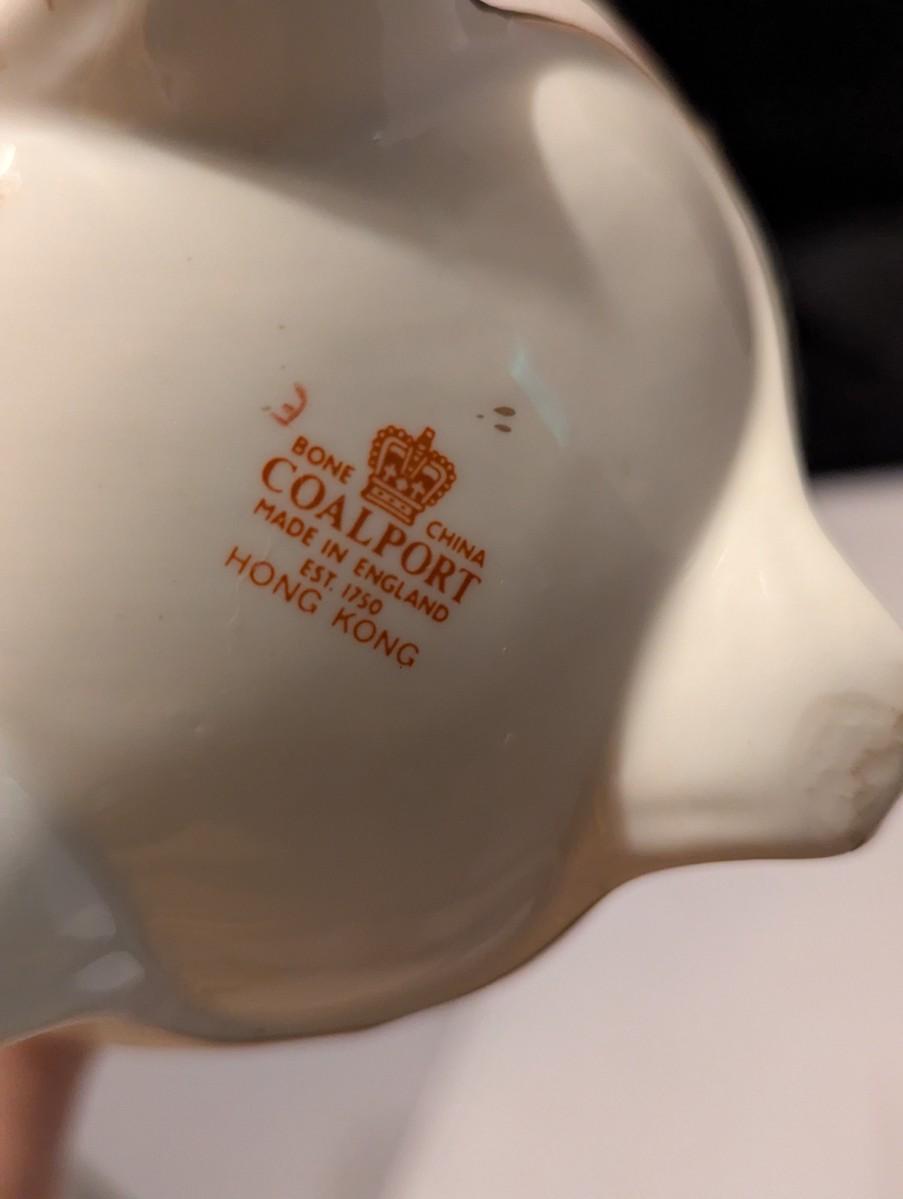 BONE CHINA
COALPORT
MADE IN ENGLAND
EST. 1750
HONG KONG